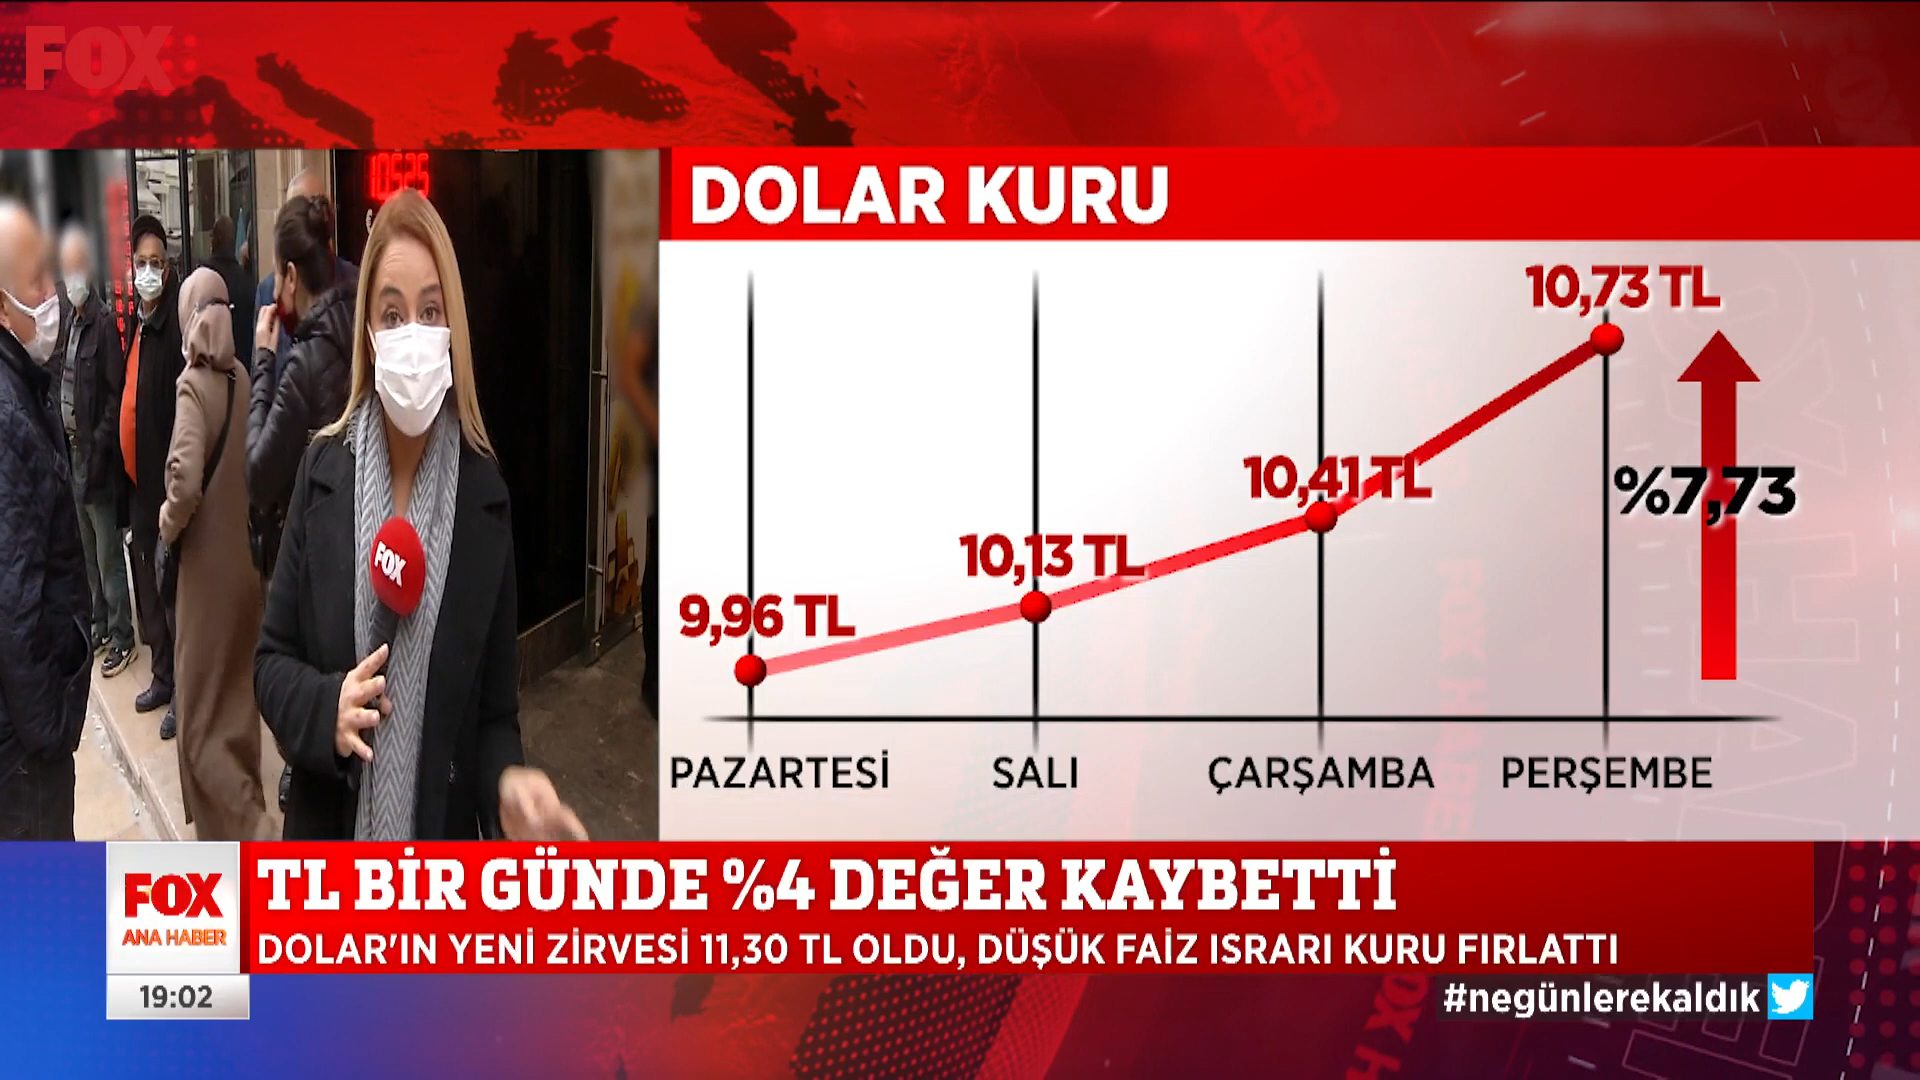 FOX
10525
€
DOLAR KURU
10,73 TL
10,41 TL
%7,73
10,13 TL
9,96 TL
FOX
PAZARTESİ SALI ÇARŞAMBA PERŞEMBE
TL BİR GÜNDE %4 DEĞER KAYBETTİ
FOX
ANA HABER
DOLAR'IN YENİ ZİRVESİ 11,30 TL OLDU, DÜŞÜK FAİZ ISRARI KURU FIRLATTI
19:02
#negünlerekaldık